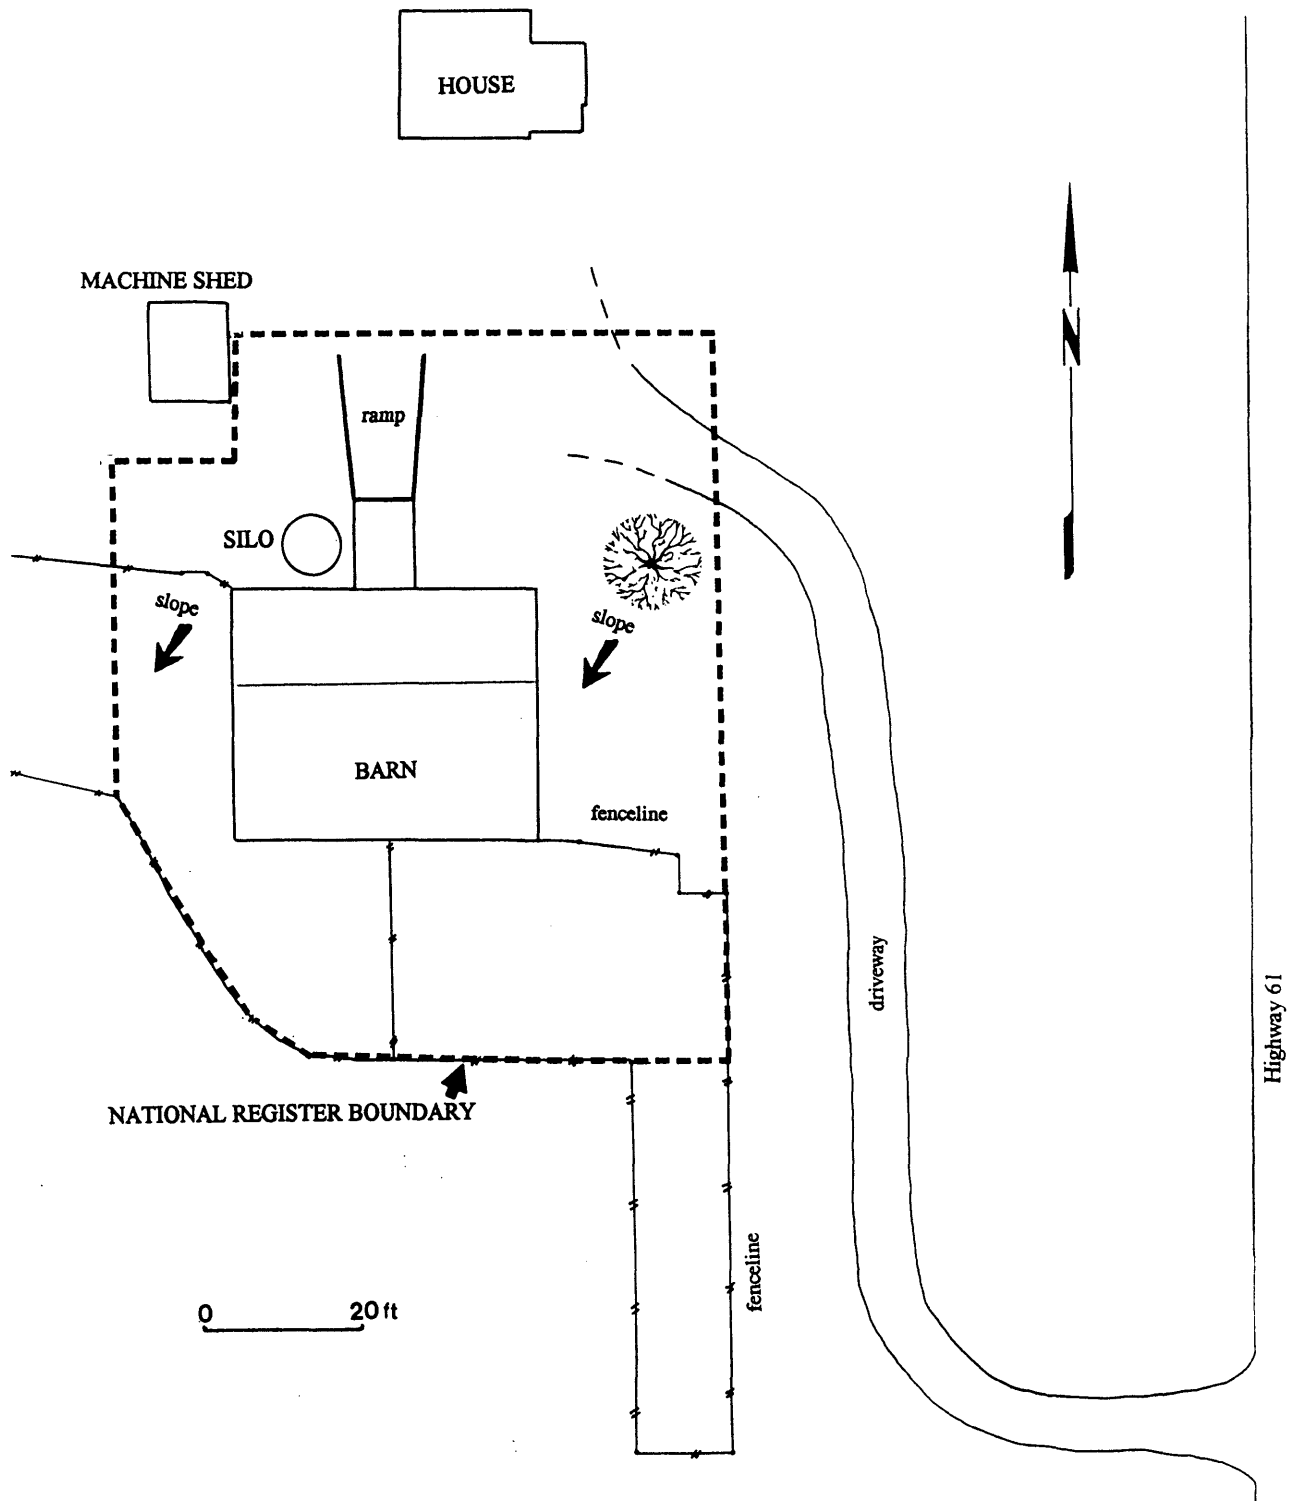 HOUSE
MACHINE SHED
N
ramp
SILO
slope
slope
BARN
fenceline
driveway
Highway 61
NATIONAL REGISTER BOUNDARY
fenceline
0 20 ft